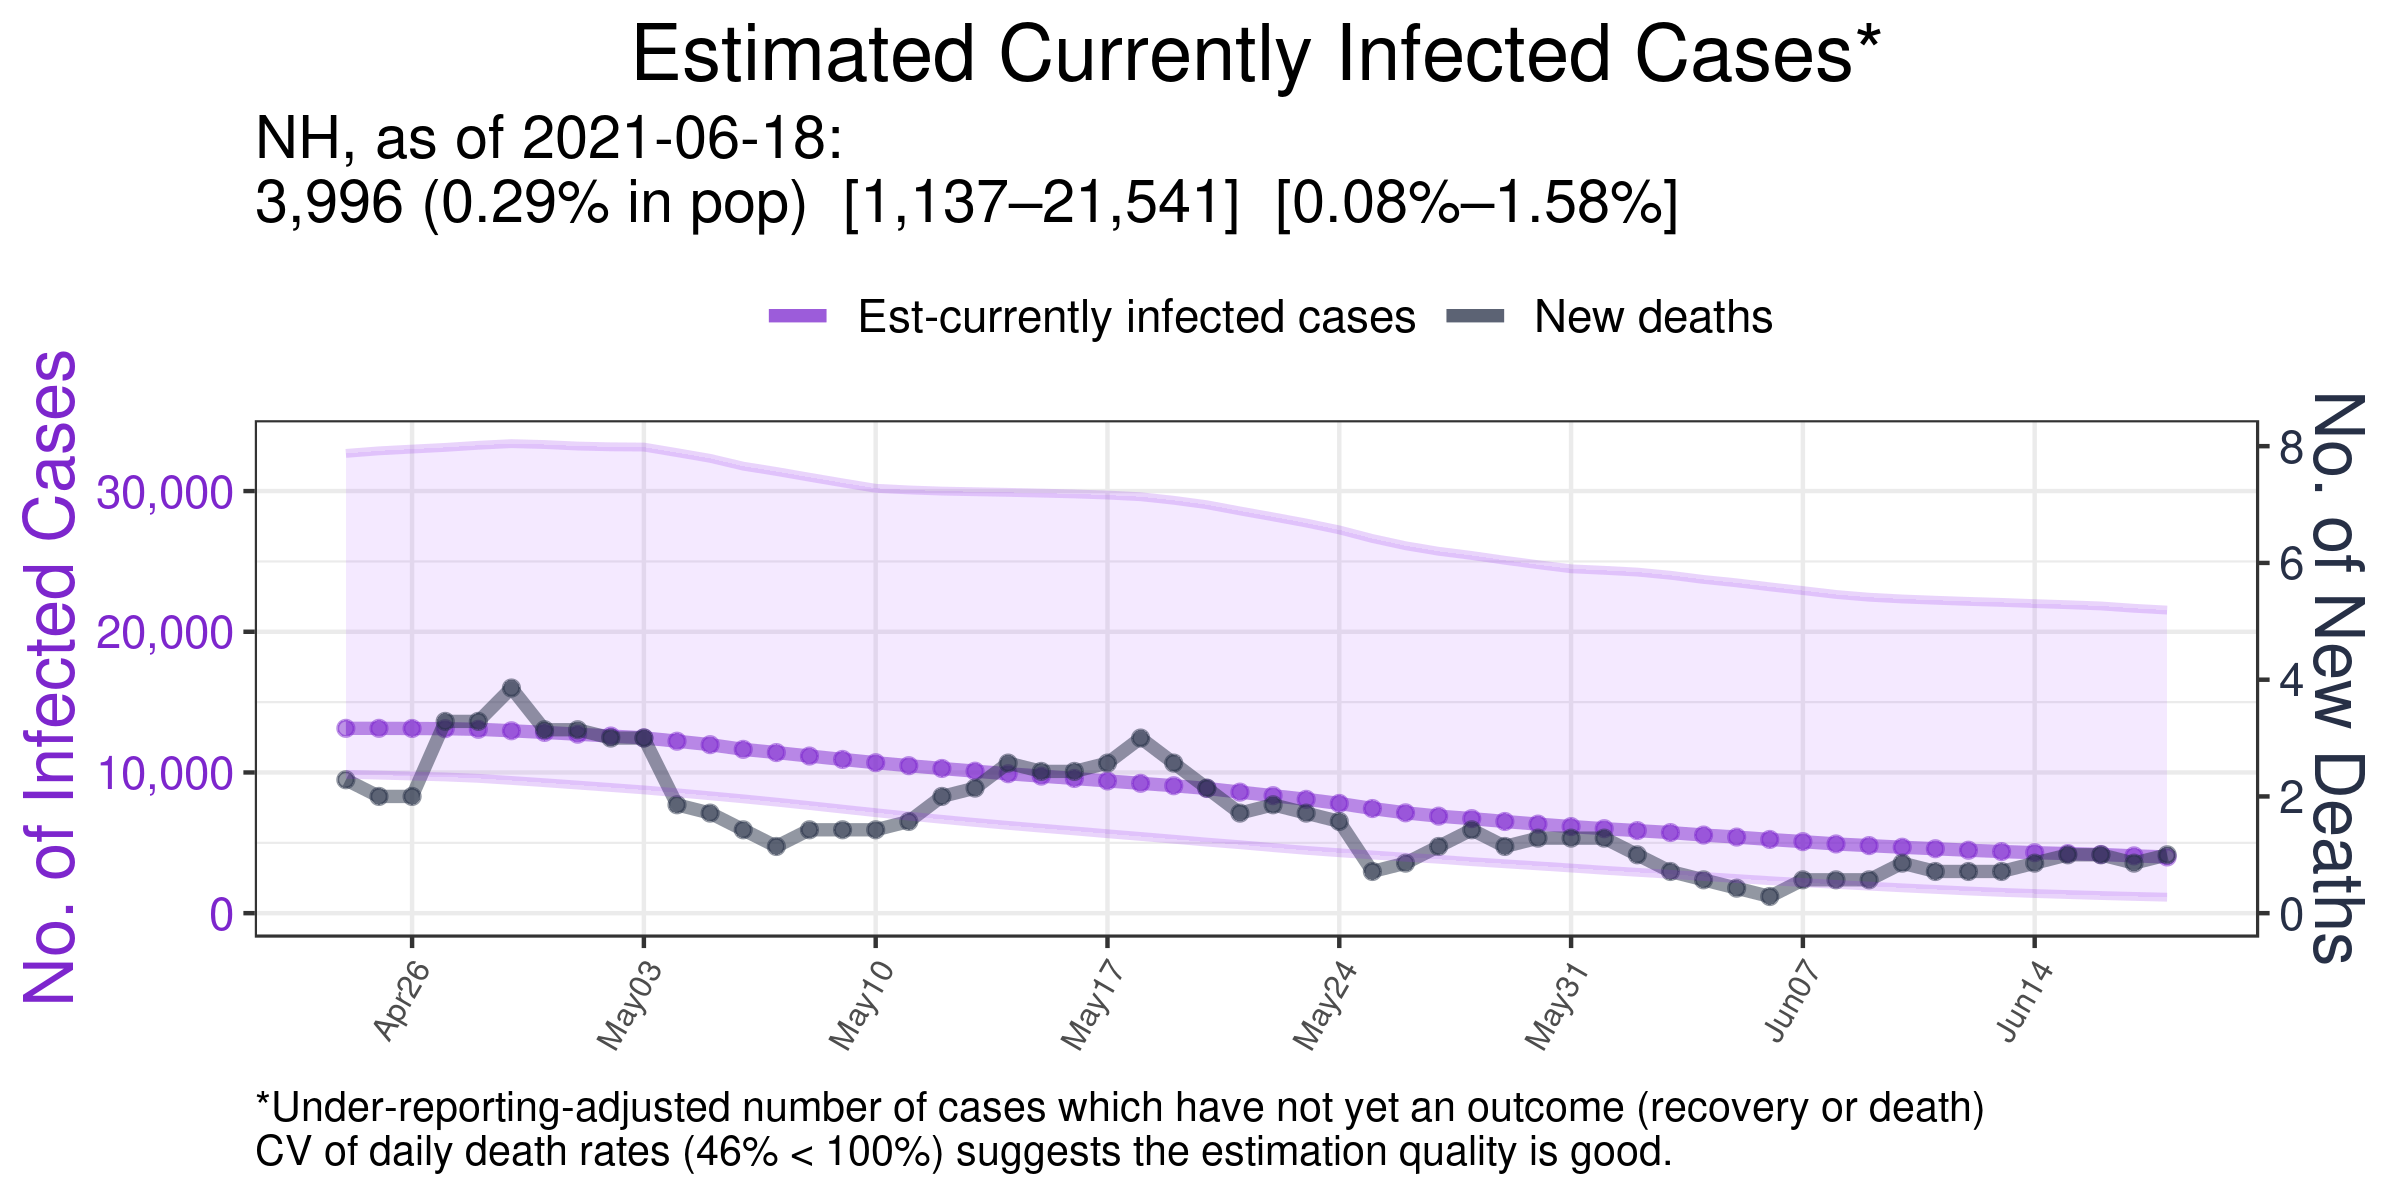 Estimated Currently Infected Cases*
NH, as of 2021-06-18:
3,996 (0.29% in pop) [1,137–21,541] [0.08%–1.58%]
Est-currently infected cases
New deaths
No. of Infected Cases
30,000
20,000
10,000
0
8
6
4
2
0
No. of New Deaths
Apr26
May03
May10
May17
May24
May31
Jun07
Jun14
*Under-reporting-adjusted number of cases which have not yet an outcome (recovery or death)
CV of daily death rates (46% < 100%) suggests the estimation quality is good.